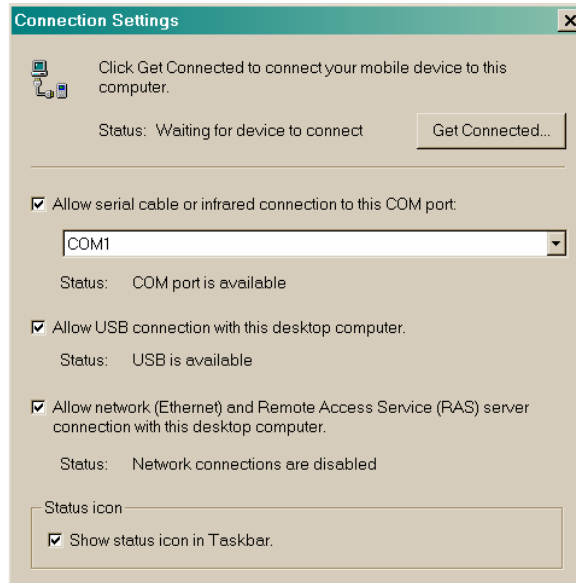 Connection Settings
Click Get Connected to connect your mobile device to this
computer.
Status: Waiting for device to connect
Get Connected...
Allow serial cable or infrared connection to this COM port:
COM1
Status: COM port is available
Allow USB connection with this desktop computer.
Status: USB is available
Allow network (Ethernet) and Remote Access Service (RAS) server
connection with this desktop computer.
Status: Network connections are disabled
Status icon
Show status icon in Taskbar.